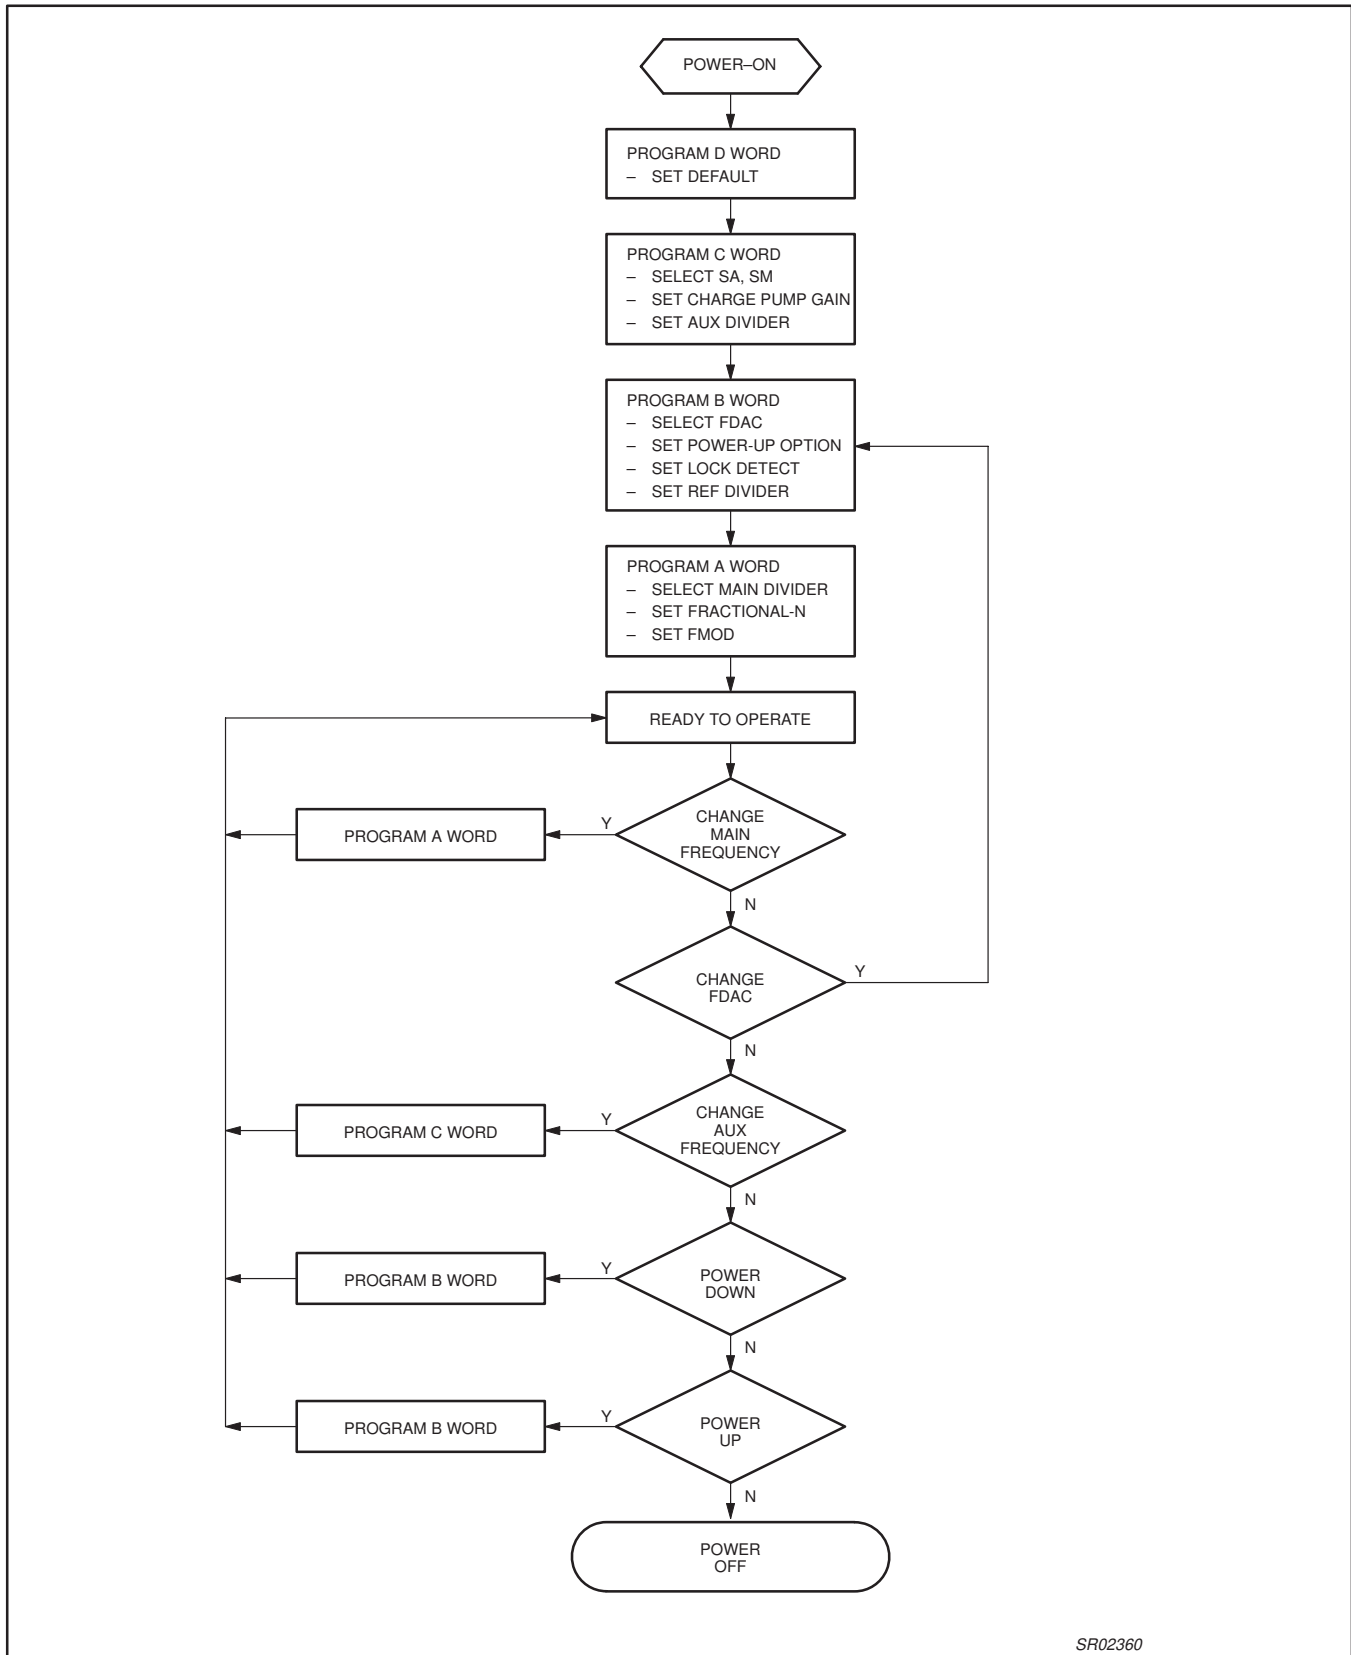 POWER–ON
PROGRAM D WORD
– SET DEFAULT
PROGRAM C WORD
– SELECT SA, SM
– SET CHARGE PUMP GAIN
– SET AUX DIVIDER
PROGRAM B WORD
– SELECT FDAC
– SET POWER-UP OPTION
– SET LOCK DETECT
– SET REF DIVIDER
PROGRAM A WORD
– SELECT MAIN DIVIDER
– SET FRACTIONAL-N
– SET FMOD
READY TO OPERATE
CHANGE
MAIN
FREQUENCY
Y
PROGRAM A WORD
N
CHANGE
FDAC
Y
N
CHANGE
AUX
FREQUENCY
Y
PROGRAM C WORD
N
POWER
DOWN
Y
PROGRAM B WORD
N
POWER
UP
Y
PROGRAM B WORD
N
POWER
OFF
SR02360